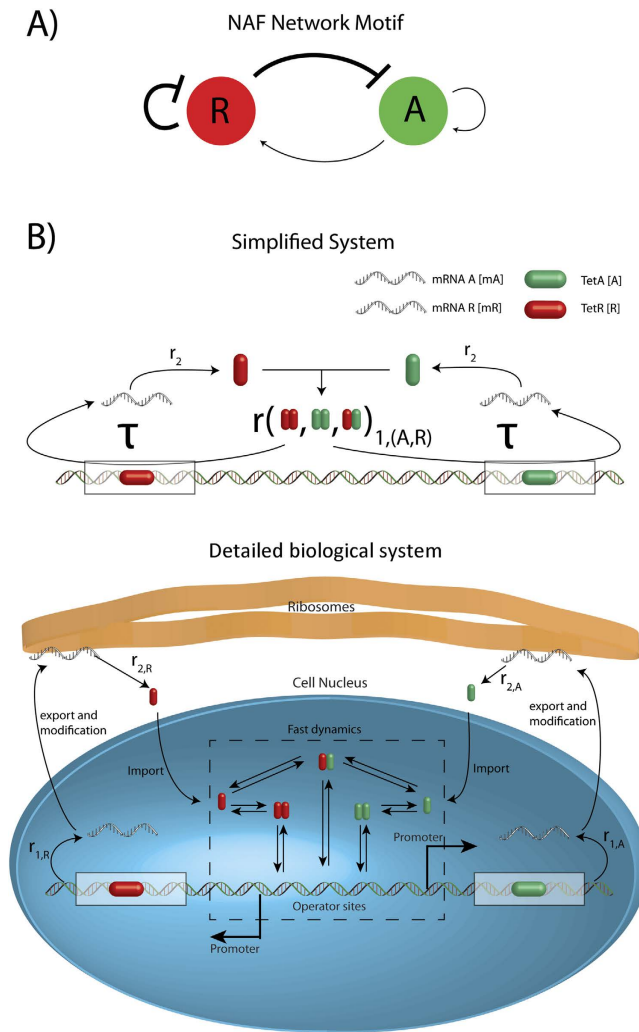 A)
NAF Network Motif
R
A
B)
Simplified System
mRNA A [mA]
TetA [A]
mRNA R [mR]
TetR [R]
r2
r2
τ
r( , , )1,(A,R)
τ
Detailed biological system
Ribosomes
r2,R
Cell Nucleus
r2,A
export and
modification
export and
modification
Fast dynamics
Import
Import
Promoter
r1,R
r1,A
Operator sites
Promoter